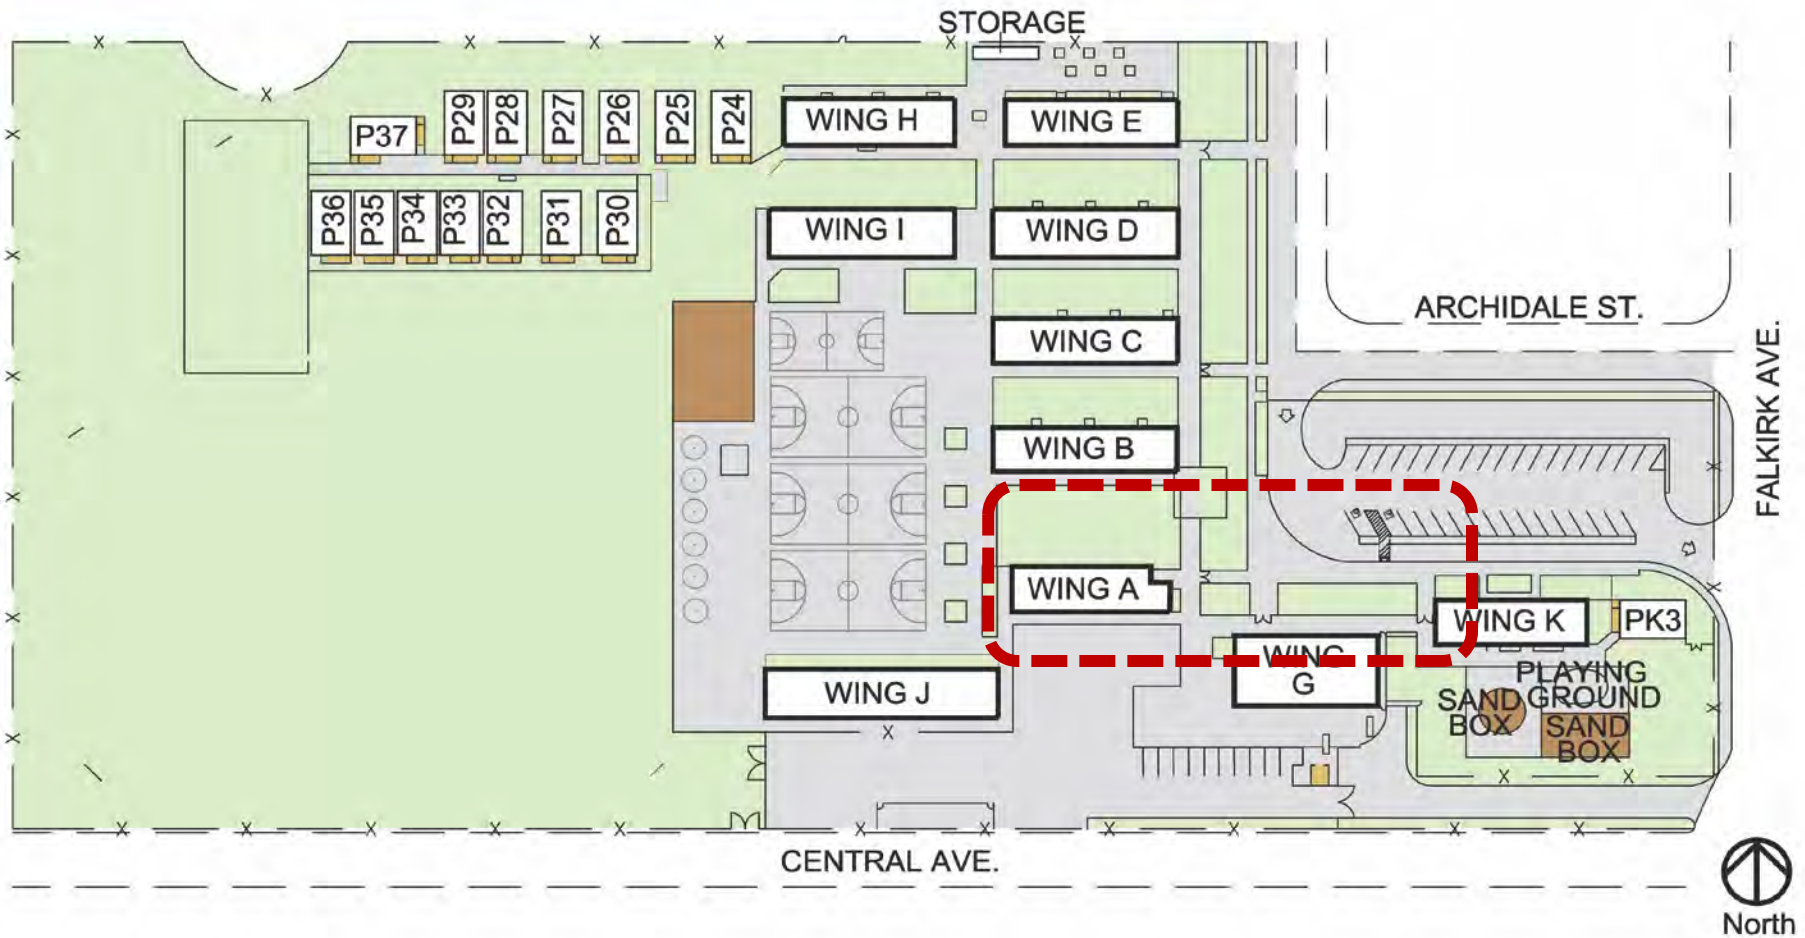 STORAGE
P37
P29
P28
P27
P26
P25
P24
WING H
WING E
P36
P35
P34
P33
P32
P31
P30
WING I
WING D
ARCHIDALE ST.
FALKIRK AVE.
WING C
WING B
WING A
WING K
PK3
WING
G
WING J
PLAYING
GROUND
SAND
BOX
SAND
BOX
CENTRAL AVE.
North